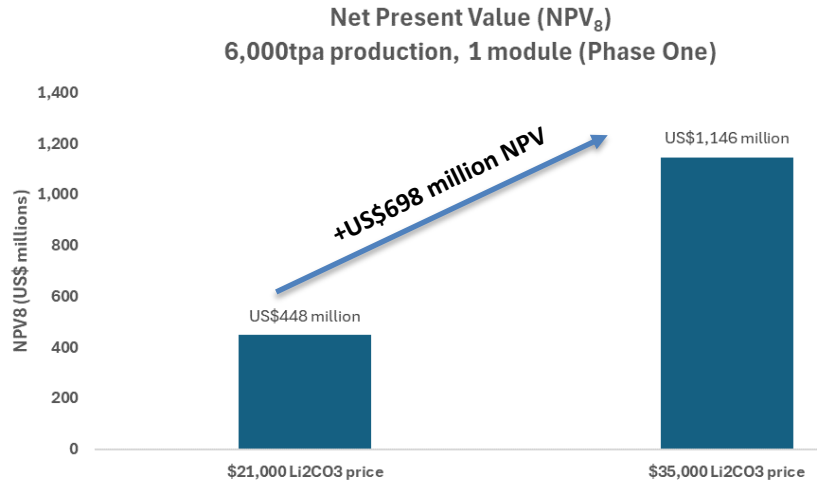 Net Present Value (NPV₈)
6,000tpa production, 1 module (Phase One)
1,400
1,200
1,000
800
600
400
200
0
NPV8 (US$ millions)
US$448 million
+US$698 million NPV
US$1,146 million
$21,000 Li2CO3 price
$35,000 Li2CO3 price